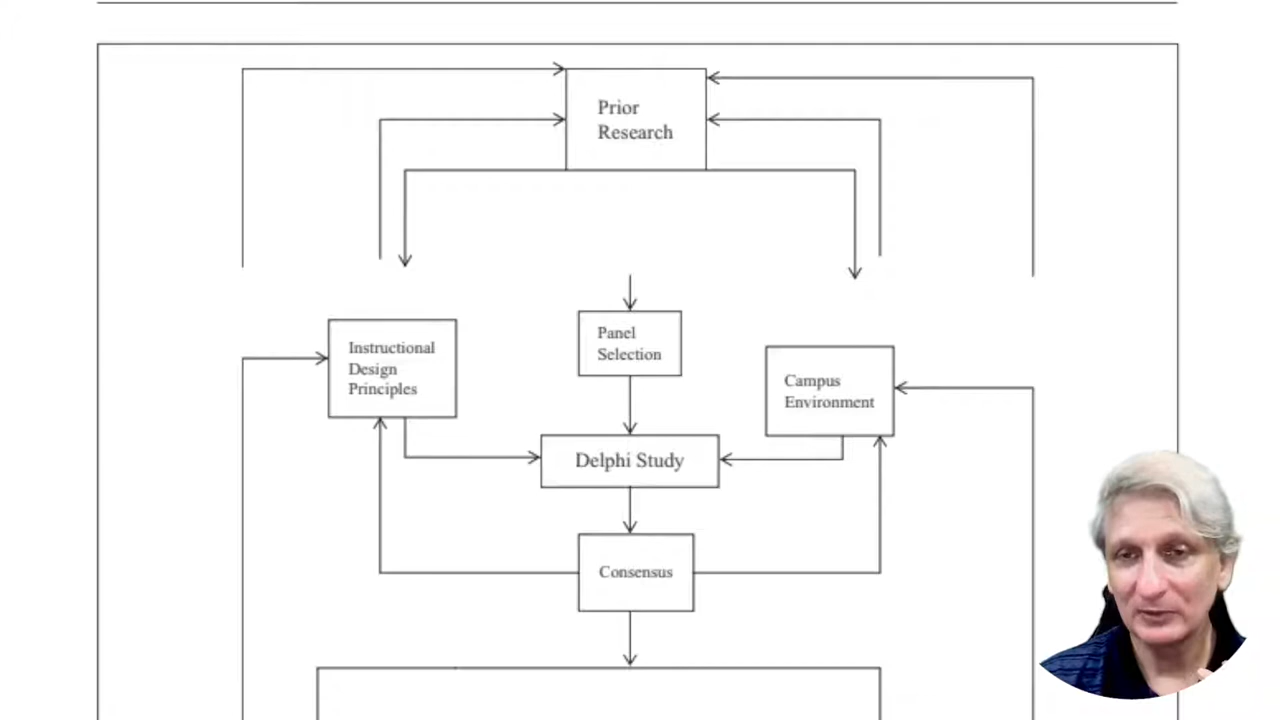 Prior
Research
Instructional
Design
Principles
Panel
Selection
Campus
Environment
Delphi Study
Consensus